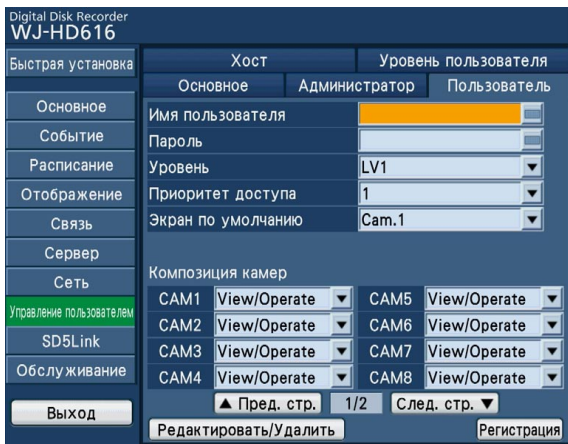 Digital Disk Recorder
WJ-HD616
Быстрая установка
Основное
Событие
Расписание
Отображение
Связь
Сервер
Сеть
Управление пользователем
SD5Link
Обслуживание
Выход
Хост Уровень пользователя
Основное Администратор Пользователь
Имя пользователя
Пароль
Уровень LV1
Приоритет доступа 1
Экран по умолчанию Cam.1
Композиция камер
CAM1 View/Operate CAM5 View/Operate
CAM2 View/Operate CAM6 View/Operate
CAM3 View/Operate CAM7 View/Operate
CAM4 View/Operate CAM8 View/Operate
▲ Пред. стр. 1/2 След. стр. ▼
Редактировать/Удалить Регистрация